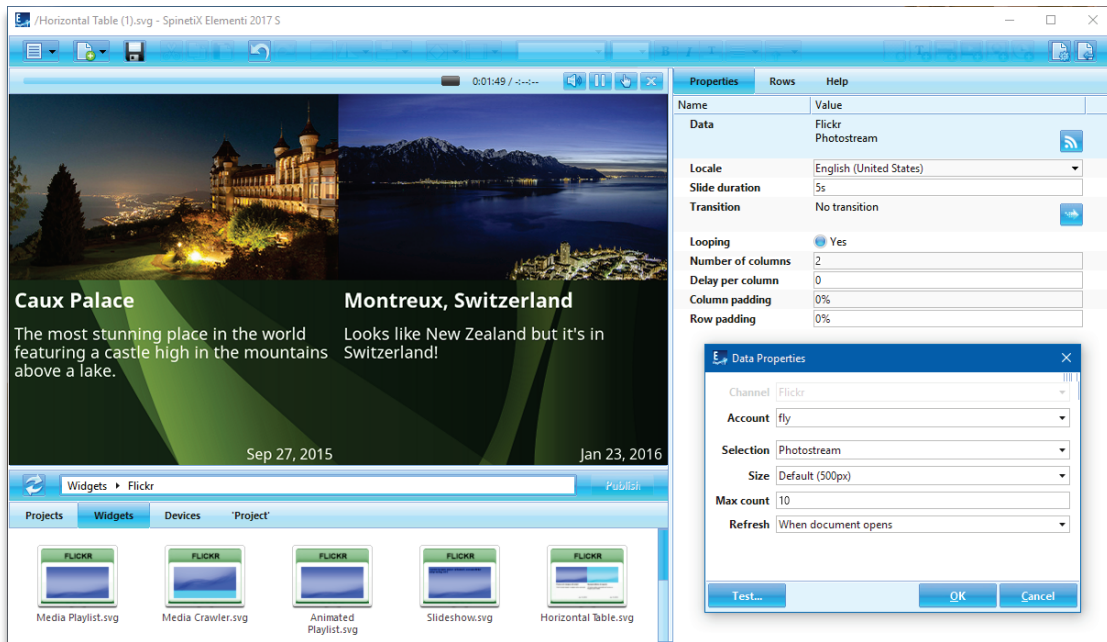 /Horizontal Table (1).svg - SpinetiX Elementi 2017 S
0:01:49 / -:--:--
Caux Palace
The most stunning place in the world
featuring a castle high in the mountains
above a lake.
Sep 27, 2015
Montreux, Switzerland
Looks like New Zealand but it's in
Switzerland!
Jan 23, 2016
Widgets ▸ Flickr
Publish
Projects Widgets Devices 'Project'
FLICKR FLICKR FLICKR FLICKR FLICKR
Media Playlist.svg Media Crawler.svg Animated Playlist.svg Slideshow.svg Horizontal Table.svg
Properties Rows Help
Name Value
Data Flickr
Photostream
Locale English (United States)
Slide duration 5s
Transition No transition
Looping Yes
Number of columns 2
Delay per column 0
Column padding 0%
Row padding 0%
Data Properties
Channel Flickr
Account fly
Selection Photostream
Size Default (500px)
Max count 10
Refresh When document opens
Test... OK Cancel